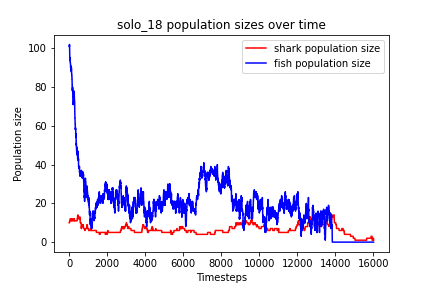 solo_18 population sizes over time
shark population size
fish population size
Population size
100
80
60
40
20
0
0 2000 4000 6000 8000 10000 12000 14000 16000
Timesteps